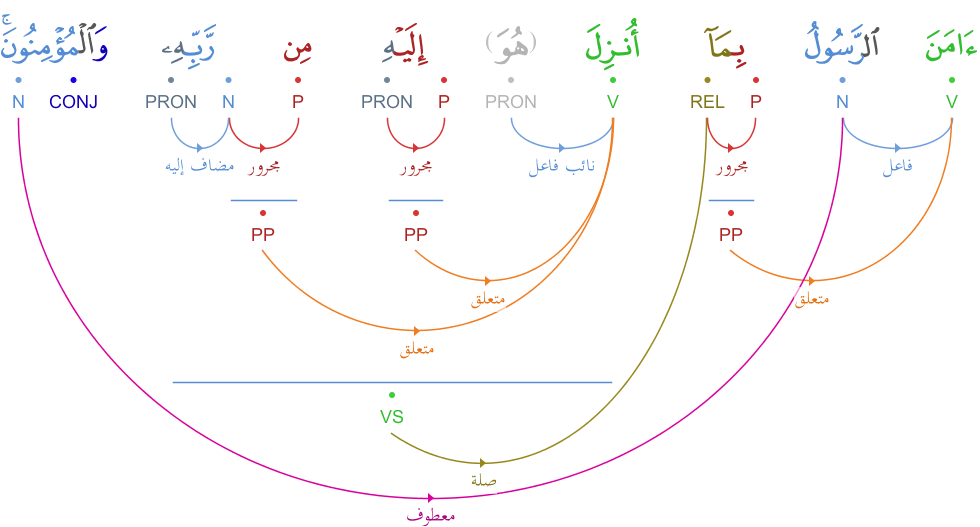 ءَامَنَ ٱلرَّسُولُ بِمَآ أُنزِلَ (هُوَ) إِلَيْهِ مِن رَّبِّهِۦ وَٱلْمُؤْمِنُونَ ۚ
V N P REL V PRON P PRON P N PRON CONJ N
فاعل مجرور نائب فاعل مجرور مجرور مضاف إليه
PP PP PP
متعلق متعلق
متعلق
VS
صلة
معطوف